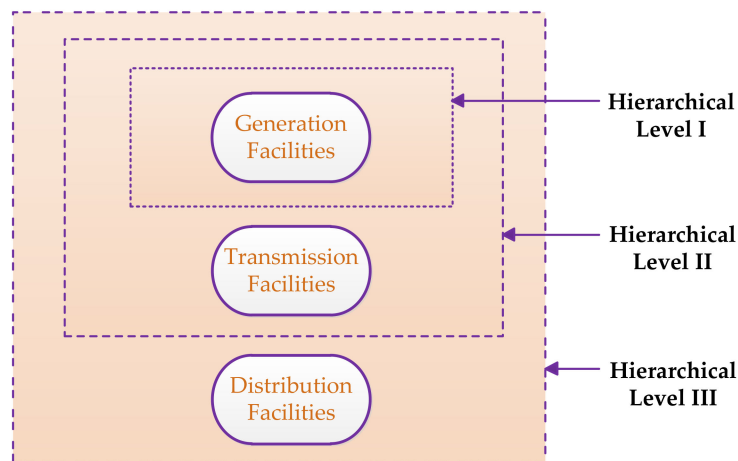 Generation
Facilities
Hierarchical
Level I
Transmission
Facilities
Hierarchical
Level II
Distribution
Facilities
Hierarchical
Level III